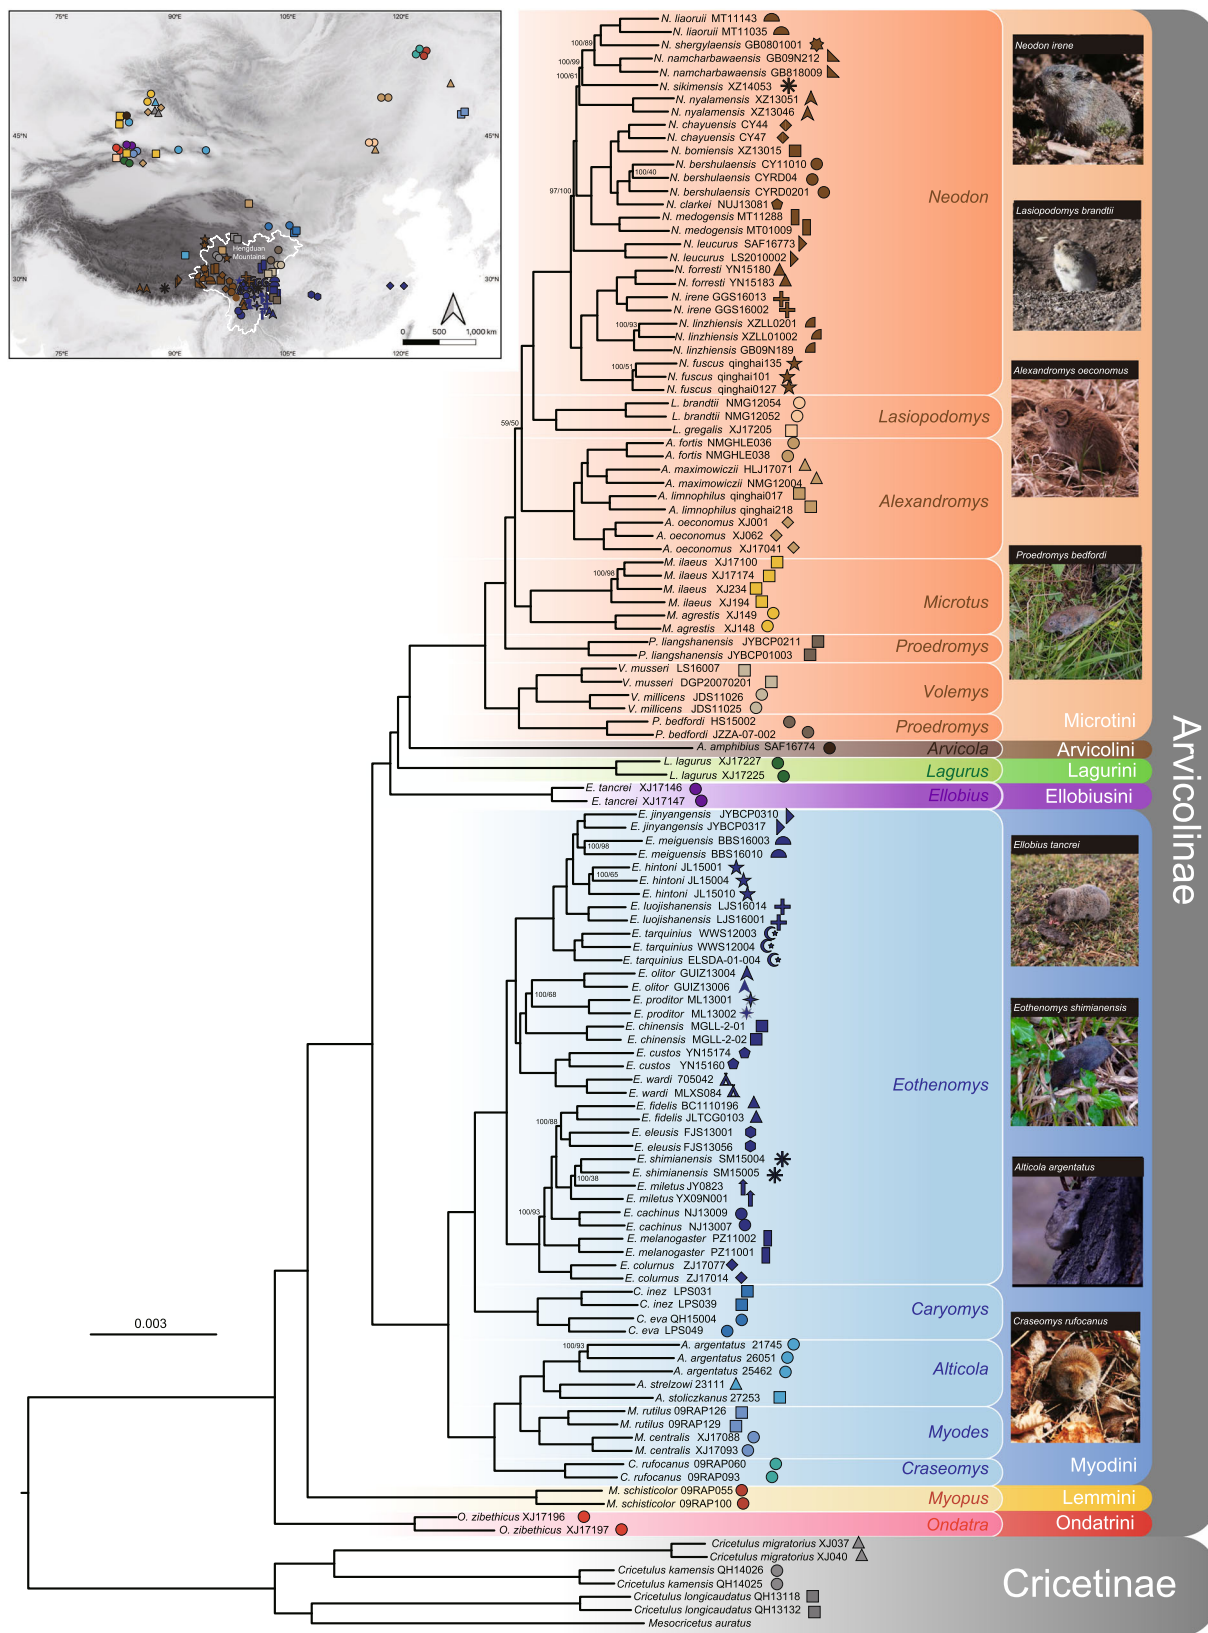 75°E 90°E 105°E 120°E
45°N 45°N
30°N 30°N
Hengduan
Mountains
0 500 1,000 km
75°E 90°E 105°E 120°E
N. liaoruii MT11143
N. liaoruii MT11035
100/89
N. shergylaensis GB0801001
N. namcharbawaensis GB09N212
100/99
N. namcharbawaensis GB818009
100/61
N. sikimensis XZ14053
N. nyalamensis XZ13051
N. nyalamensis XZ13046
N. chayuensis CY44
N. chayuensis CY47
N. bomiensis XZ13015
N. bershulaensis CY11010
100/40
N. bershulaensis CYRD04
N. bershulaensis CYRD0201
97/100
N. clarkei NUJ13081
N. medogensis MT11288
N. medogensis MT01009
N. leucurus SAF16773
N. leucurus LS2010002
N. forresti YN15180
N. forresti YN15183
N. irene GGS16013
N. irene GGS16002
100/93
N. linzhiensis XZLL0201
N. linzhiensis XZLL01002
N. linzhiensis GB09N189
100/51
N. fuscus qinghai135
N. fuscus qinghai101
N. fuscus qinghai0127
Neodon
L. brandtii NMG12054
L. brandtii NMG12052
L. gregalis XJ17205
Lasiopodomys
59/50
A. fortis NMGHLE036
A. fortis NMGHLE038
A. maximowiczii HLJ17071
A. maximowiczii NMG12004
A. limnophilus qinghai017
A. limnophilus qinghai218
A. oeconomus XJ001
A. oeconomus XJ062
A. oeconomus XJ17041
Alexandromys
M. ilaeus XJ17100
100/98
M. ilaeus XJ17174
M. ilaeus XJ234
M. ilaeus XJ194
M. agrestis XJ149
M. agrestis XJ148
Microtus
P. liangshanensis JYBCP0211
P. liangshanensis JYBCP01003
Proedromys
V. musseri LS16007
V. musseri DGP20070201
V. millicens JDS11026
V. millicens JDS11025
Volemys
P. bedfordi HS15002
P. bedfordi JZZA-07-002
Proedromys
Microtini
A. amphibius SAF16774
Arvicola
Arvicolini
L. lagurus XJ17227
L. lagurus XJ17225
Lagurus
Lagurini
E. tancrei XJ17146
E. tancrei XJ17147
Ellobius
Ellobiusini
E. jinyangensis JYBCP0310
E. jinyangensis JYBCP0317
E. meiguensis BBS16003
100/98
E. meiguensis BBS16010
E. hintoni JL15001
100/65
E. hintoni JL15004
E. hintoni JL15010
E. luojishanensis LJS16014
E. luojishanensis LJS16001
E. tarquinius WWS12003
E. tarquinius WWS12004
E. tarquinius ELSDA-01-004
E. olitor GUIZ13004
E. olitor GUIZ13006
100/68
E. proditor ML13001
E. proditor ML13002
E. chinensis MGLL-2-01
E. chinensis MGLL-2-02
E. custos YN15174
E. custos YN15160
E. wardi 705042
E. wardi MLXS084
E. fidelis BC1110196
E. fidelis JLTCG0103
100/88
E. eleusis FJS13001
E. eleusis FJS13056
E. shimianensis SM15004
E. shimianensis SM15005
100/38
E. miletus JY0823
E. miletus YX09N001
100/93
E. cachinus NJ13009
E. cachinus NJ13007
E. melanogaster PZ11002
E. melanogaster PZ11001
E. colurnus ZJ17077
E. colurnus ZJ17014
Eothenomys
C. inez LPS031
C. inez LPS039
C. eva QH15004
C. eva LPS049
Caryomys
0.003
100/93
A. argentatus 21745
A. argentatus 26051
A. argentatus 25462
A. strelzowi 23111
A. stoliczkanus 27253
Alticola
M. rutilus 09RAP126
M. rutilus 09RAP129
M. centralis XJ17088
M. centralis XJ17093
Myodes
C. rufocanus 09RAP060
C. rufocanus 09RAP093
Craseomys
Myodini
M. schisticolor 09RAP055
M. schisticolor 09RAP100
Myopus
Lemmini
O. zibethicus XJ17196
O. zibethicus XJ17197
Ondatra
Ondatrini
Cricetulus migratorius XJ037
Cricetulus migratorius XJ040
Cricetulus kamensis QH14026
Cricetulus kamensis QH14025
Cricetulus longicaudatus QH13118
Cricetulus longicaudatus QH13132
Mesocricetus auratus
Cricetinae
Neodon irene
Lasiopodomys brandtii
Alexandromys oeconomus
Proedromys bedfordi
Ellobius tancrei
Eothenomys shimianensis
Alticola argentatus
Craseomys rufocanus
Arvicolinae